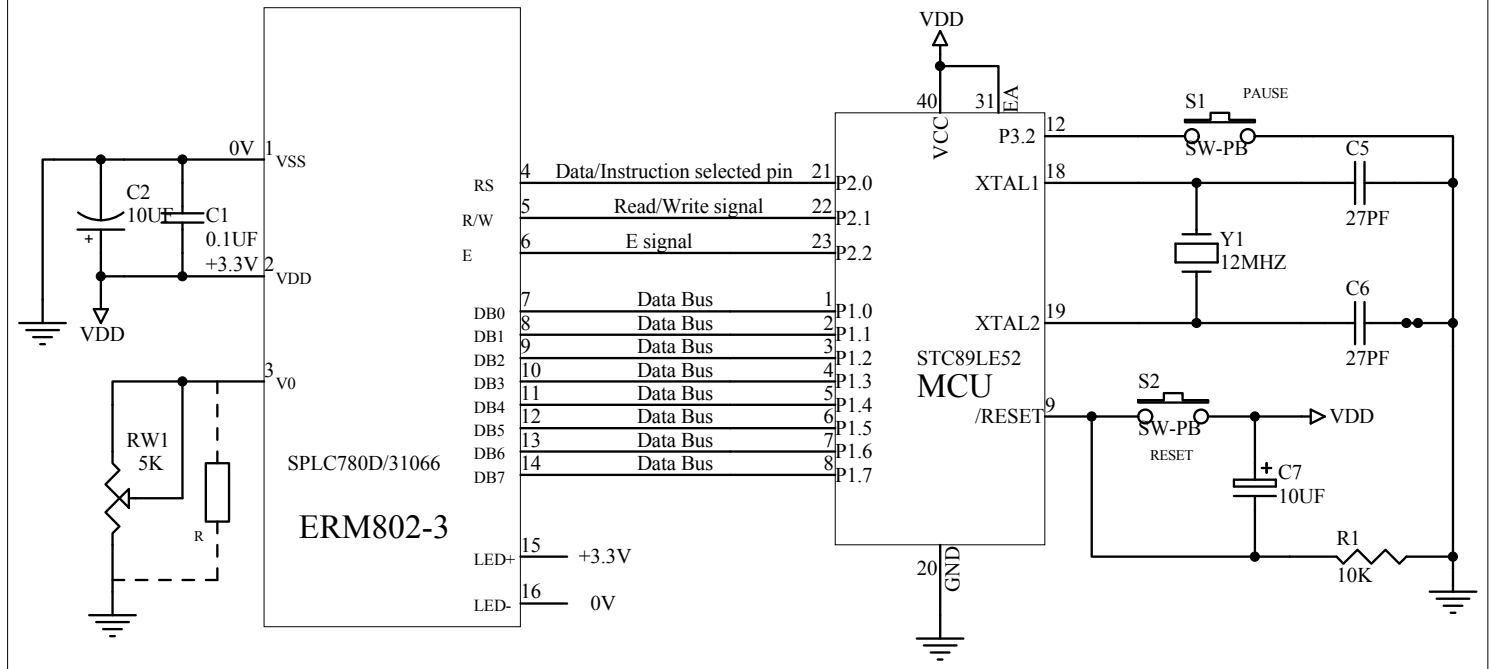 VDD
40
31
EA
VCC
S1
PAUSE
P3.2
12
SW-PB
0V
1
VSS
C2
10UF
C1
0.1UF
+3.3V
2
VDD
VDD
3
V0
RW1
5K
R
SPLC780D/31066
ERM802-3
RS
4
Data/Instruction selected pin
21
P2.0
R/W
5
Read/Write signal
22
P2.1
E
6
E signal
23
P2.2
DB0
7
Data Bus
1
P1.0
DB1
8
Data Bus
2
P1.1
DB2
9
Data Bus
3
P1.2
DB3
10
Data Bus
4
P1.3
DB4
11
Data Bus
5
P1.4
DB5
12
Data Bus
6
P1.5
DB6
13
Data Bus
7
P1.6
DB7
14
Data Bus
8
P1.7
LED+
15
+3.3V
LED-
16
0V
XTAL1
18
C5
27PF
Y1
12MHZ
XTAL2
19
C6
27PF
STC89LE52
MCU
/RESET
9
S2
SW-PB
RESET
VDD
C7
10UF
+
R1
10K
20
GND
+